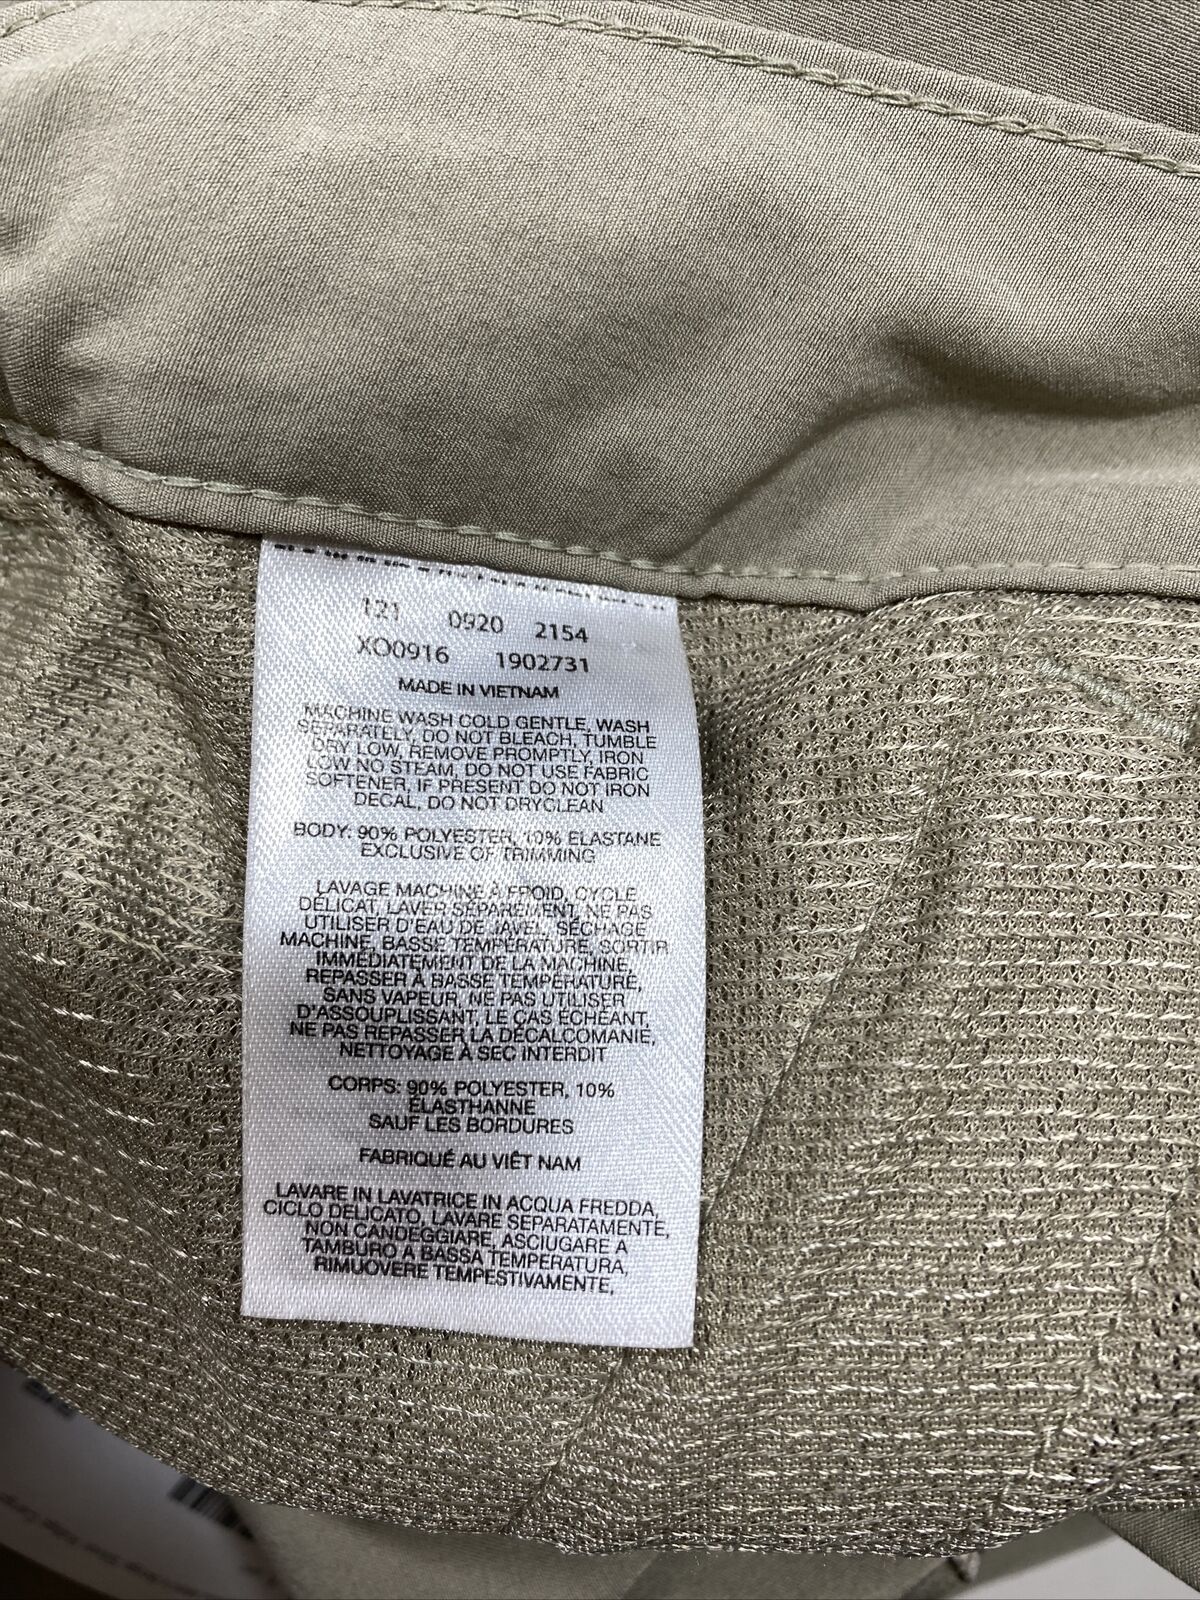 121 0920 2154
XO0916 1902731
MADE IN VIETNAM
MACHINE WASH COLD GENTLE, WASH
SEPARATELY, DO NOT BLEACH, TUMBLE
DRY LOW, REMOVE PROMPTLY, IRON
LOW NO STEAM, DO NOT USE FABRIC
SOFTENER, IF PRESENT DO NOT IRON
DECAL, DO NOT DRYCLEAN
BODY: 90% POLYESTER, 10% ELASTANE
EXCLUSIVE OF TRIMMING
LAVAGE MACHINE À FROID, CYCLE
DÉLICAT, LAVER SÉPARÉMENT, NE PAS
UTILISER D'EAU DE JAVEL, SÉCHAGE
MACHINE, BASSE TEMPÉRATURE, SORTIR
IMMÉDIATEMENT DE LA MACHINE,
REPASSER À BASSE TEMPÉRATURE,
SANS VAPEUR, NE PAS UTILISER
D'ASSOUPLISSANT, LE CAS ÉCHÉANT,
NE PAS REPASSER LA DÉCALCOMANIE,
NETTOYAGE À SEC INTERDIT
CORPS: 90% POLYESTER, 10%
ÉLASTHANNE
SAUF LES BORDURES
FABRIQUÉ AU VIÊT NAM
LAVARE IN LAVATRICE IN ACQUA FREDDA,
CICLO DELICATO, LAVARE SEPARATAMENTE,
NON CANDEGGIARE, ASCIUGARE A
TAMBURO A BASSA TEMPERATURA,
RIMUOVERE TEMPESTIVAMENTE,